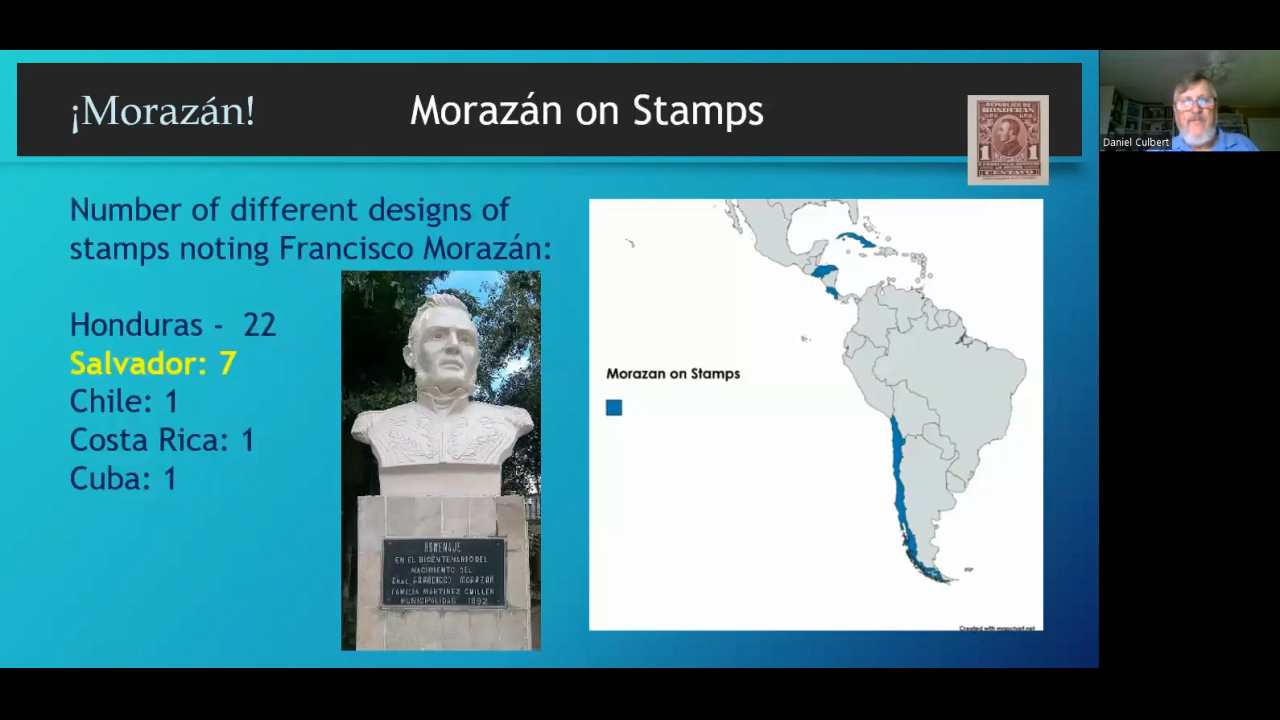 ¡Morazán!
Morazán on Stamps
REPUBLICA DE
HONDURAS
1 1
CENTAVO
Daniel Culbert
Number of different designs of
stamps noting Francisco Morazán:
Honduras - 22
Salvador: 7
Chile: 1
Costa Rica: 1
Cuba: 1
HOMENAJE
EN EL BICENTENARIO DEL
NACIMIENTO DEL
GRAL. FRANCISCO MORAZAN
FAMILIA MARTINEZ GUILLEN
MUNICIPALIDAD 1992
Morazan on Stamps
Created with mapchart.net